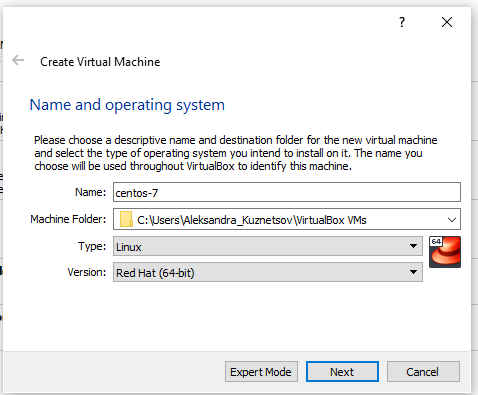 ?
Create Virtual Machine
Name and operating system
Please choose a descriptive name and destination folder for the new virtual machine
and select the type of operating system you intend to install on it. The name you
choose will be used throughout VirtualBox to identify this machine.
Name: centos-7
Machine Folder: C:\Users\Aleksandra_Kuznetsov\VirtualBox VMs
Type: Linux
64
Version: Red Hat (64-bit)
Expert Mode Next Cancel